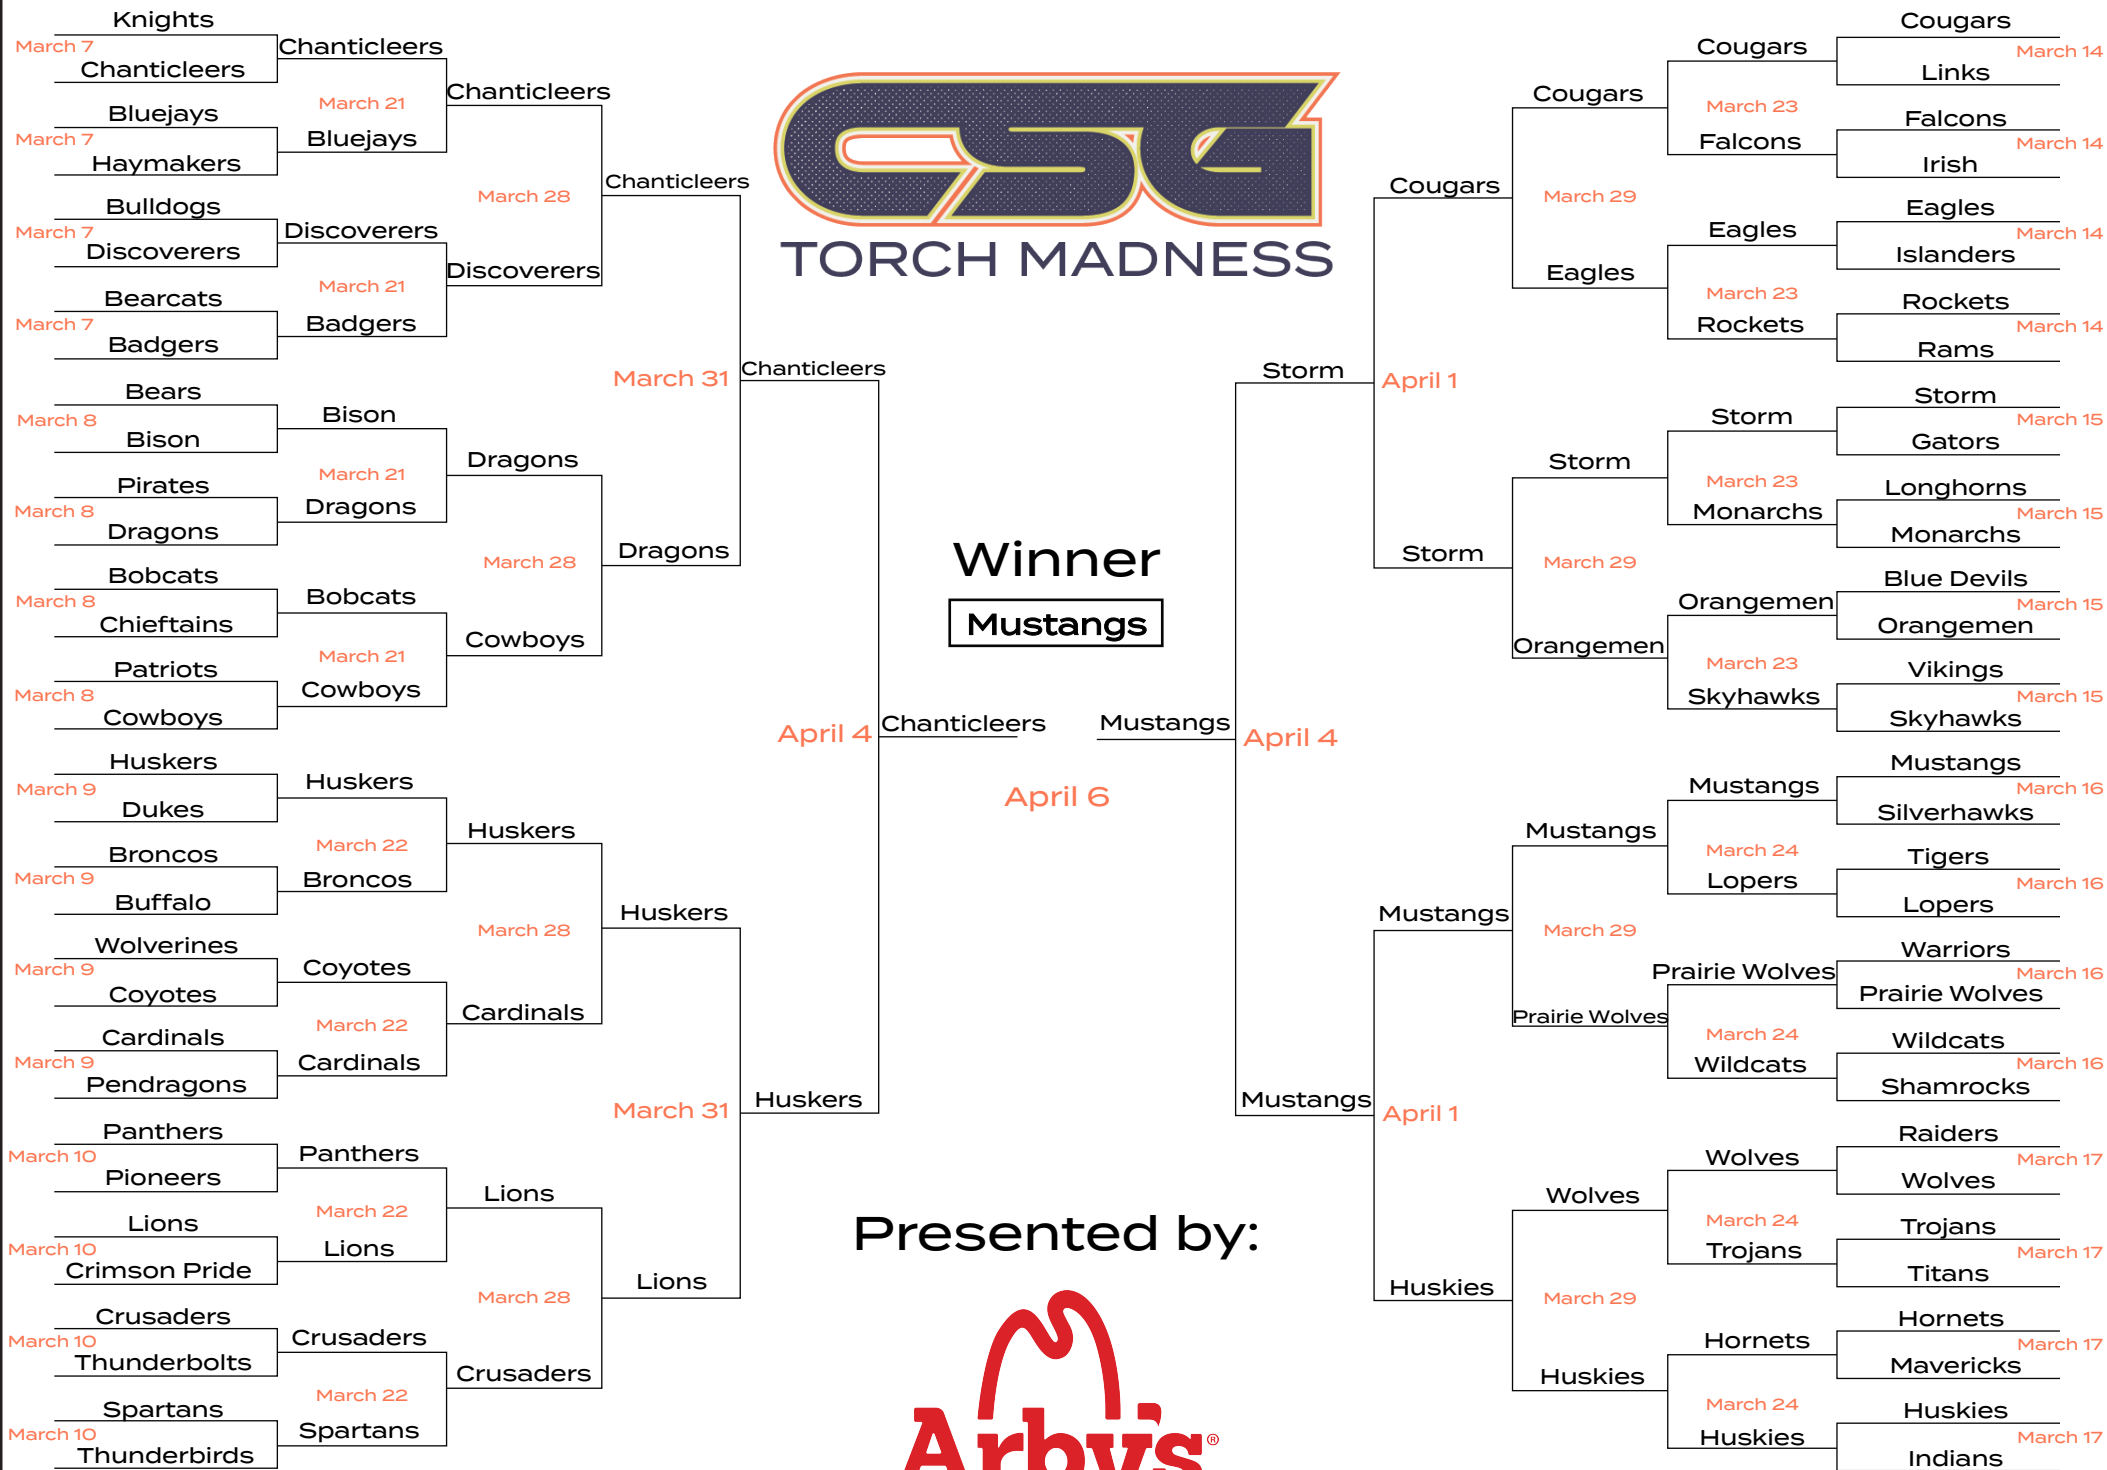 Knights
March 7
Chanticleers
Bluejays
March 7
Haymakers
Bulldogs
March 7
Discoverers
Bearcats
March 7
Badgers
Bears
March 8
Bison
Pirates
March 8
Dragons
Bobcats
March 8
Chieftains
Patriots
March 8
Cowboys
Huskers
March 9
Dukes
Broncos
March 9
Buffalo
Wolverines
March 9
Coyotes
Cardinals
March 9
Pendragons
Panthers
March 10
Pioneers
Lions
March 10
Crimson Pride
Crusaders
March 10
Thunderbolts
Spartans
March 10
Thunderbirds
Chanticleers
March 21
Bluejays
Discoverers
March 21
Badgers
Bison
March 21
Dragons
Bobcats
March 21
Cowboys
Huskers
March 22
Broncos
Coyotes
March 22
Cardinals
Panthers
March 22
Lions
Crusaders
March 22
Spartans
Chanticleers
March 28
Discoverers
Dragons
March 28
Cowboys
Huskers
March 28
Cardinals
Lions
March 28
Crusaders
Chanticleers
March 31
Dragons
Huskers
March 31
Lions
Chanticleers
April 4
Huskers
Chanticleers
CSG
TORCH MADNESS
Winner
Mustangs
April 6
Presented by:
Arby's®
Mustangs
Storm
April 4
Mustangs
Cougars
April 1
Storm
Mustangs
April 1
Huskies
Cougars
March 29
Eagles
Storm
March 29
Orangemen
Mustangs
March 29
Prairie Wolves
Wolves
March 29
Huskies
Cougars
March 23
Falcons
Eagles
March 23
Rockets
Storm
March 23
Monarchs
Orangemen
March 23
Skyhawks
Mustangs
March 24
Lopers
Prairie Wolves
March 24
Wildcats
Wolves
March 24
Trojans
Hornets
March 24
Huskies
Cougars
March 14
Links
Falcons
March 14
Irish
Eagles
March 14
Islanders
Rockets
March 14
Rams
Storm
March 15
Gators
Longhorns
March 15
Monarchs
Blue Devils
March 15
Orangemen
Vikings
March 15
Skyhawks
Mustangs
March 16
Silverhawks
Tigers
March 16
Lopers
Warriors
March 16
Prairie Wolves
Wildcats
March 16
Shamrocks
Raiders
March 17
Wolves
Trojans
March 17
Titans
Hornets
March 17
Mavericks
Huskies
March 17
Indians